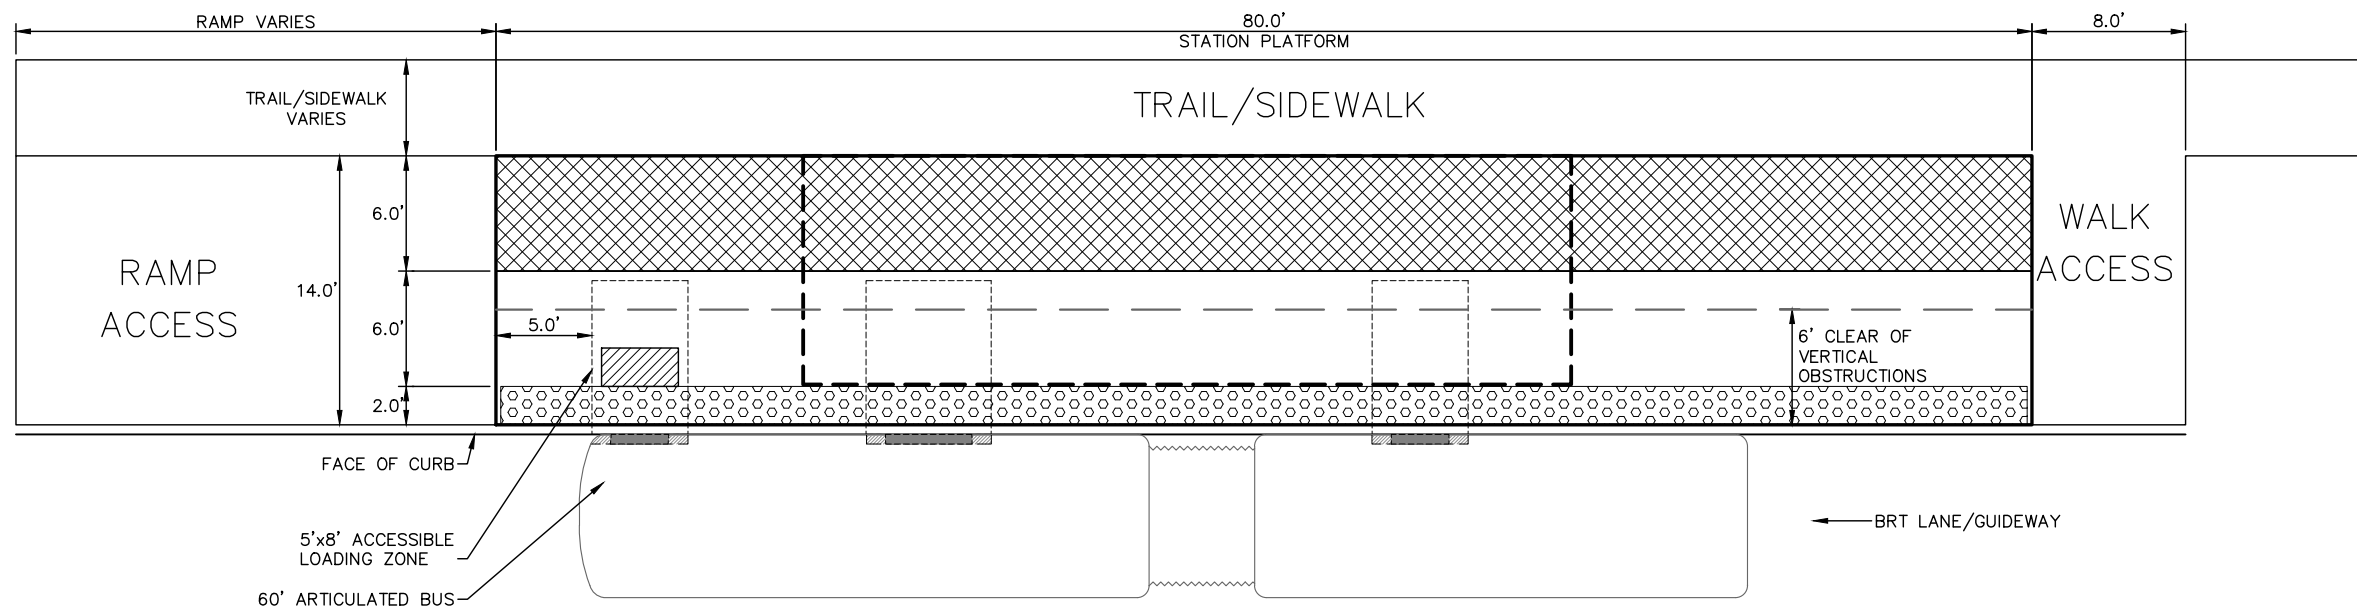 RAMP VARIES
80.0'
8.0'
STATION PLATFORM
TRAIL/SIDEWALK
VARIES
TRAIL/SIDEWALK
6.0'
WALK
ACCESS
RAMP
ACCESS
14.0'
6.0'
5.0'
6' CLEAR OF
VERTICAL
OBSTRUCTIONS
2.0'
FACE OF CURB
BRT LANE/GUIDEWAY
5'x8' ACCESSIBLE
LOADING ZONE
60' ARTICULATED BUS